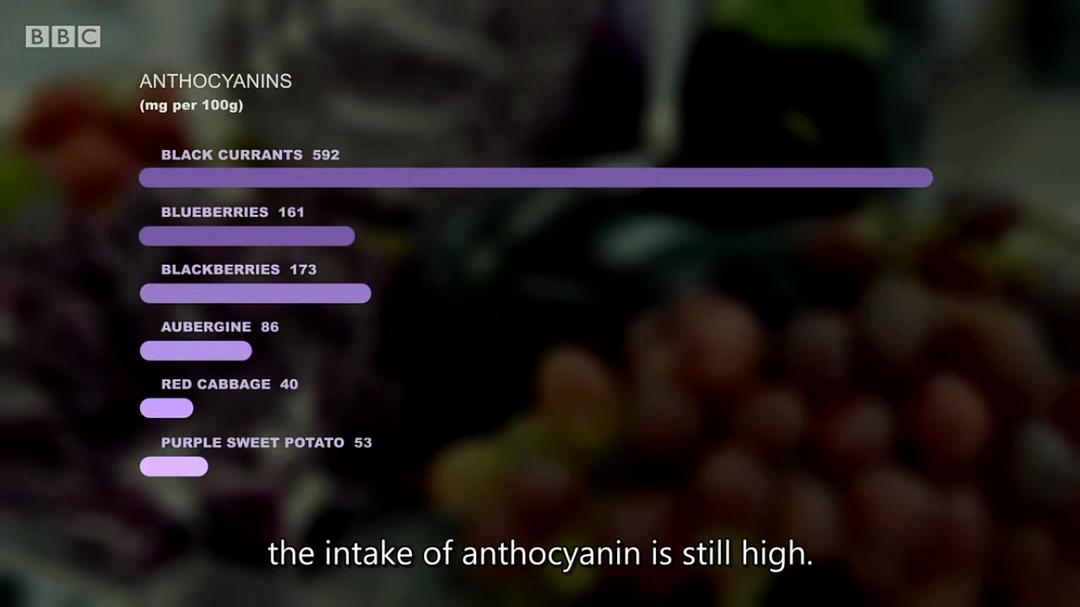 BBC
ANTHOCYANINS
(mg per 100g)
BLACK CURRANTS 592
BLUEBERRIES 161
BLACKBERRIES 173
AUBERGINE 86
RED CABBAGE 40
PURPLE SWEET POTATO 53
the intake of anthocyanin is still high.